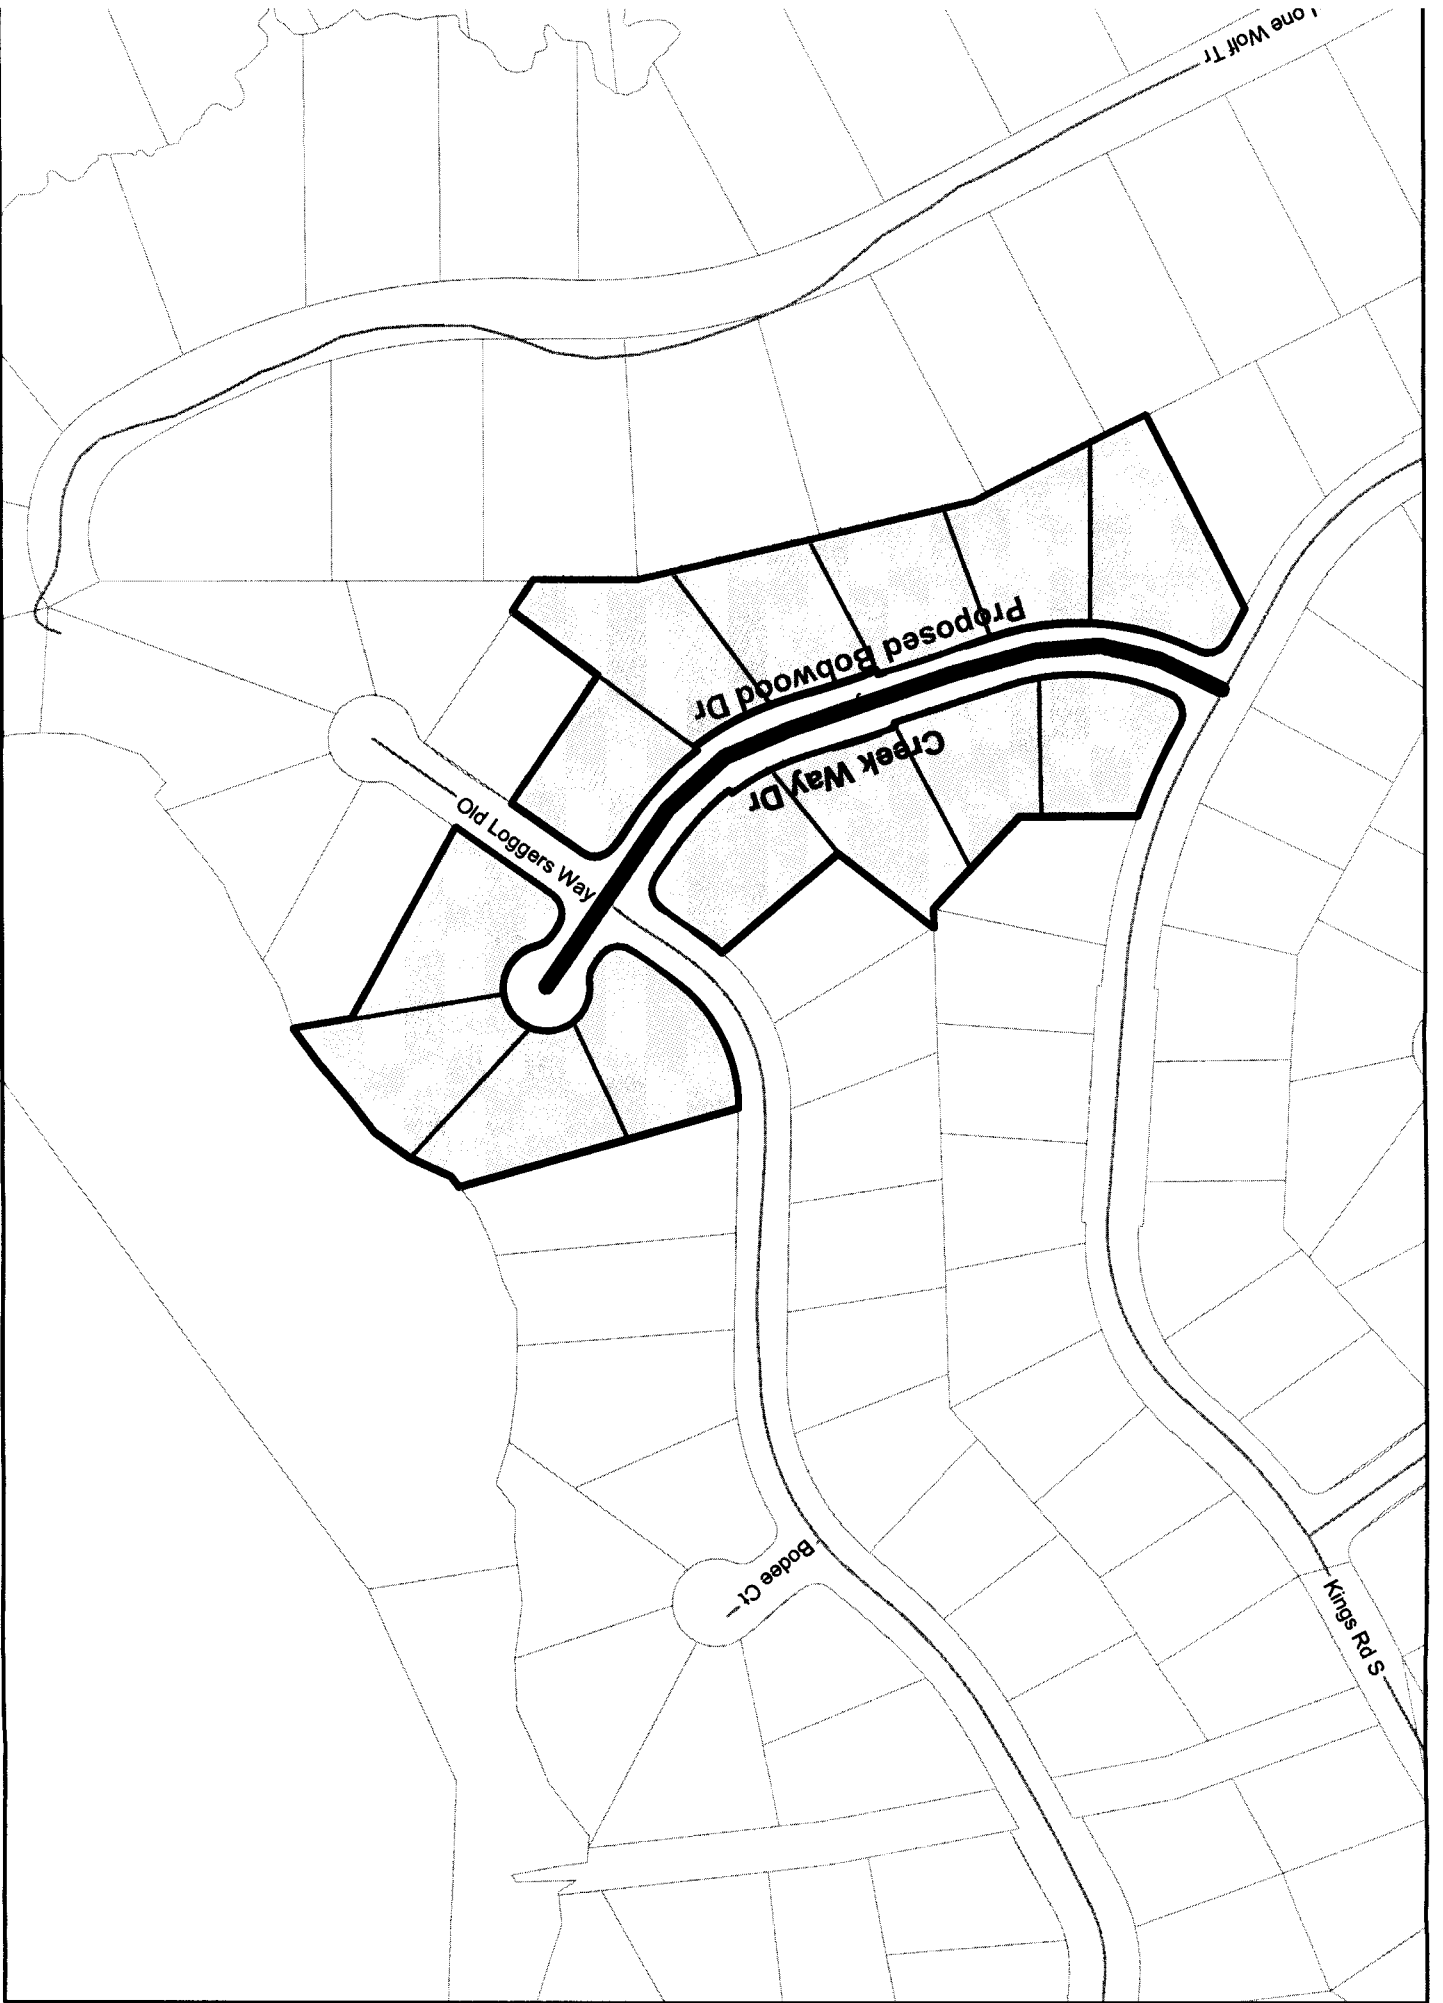 Lone Wolf Tr
Proposed Bobwood Dr
Creek Way Dr
Old Loggers Way
Bodee Ct
Kings Rd S